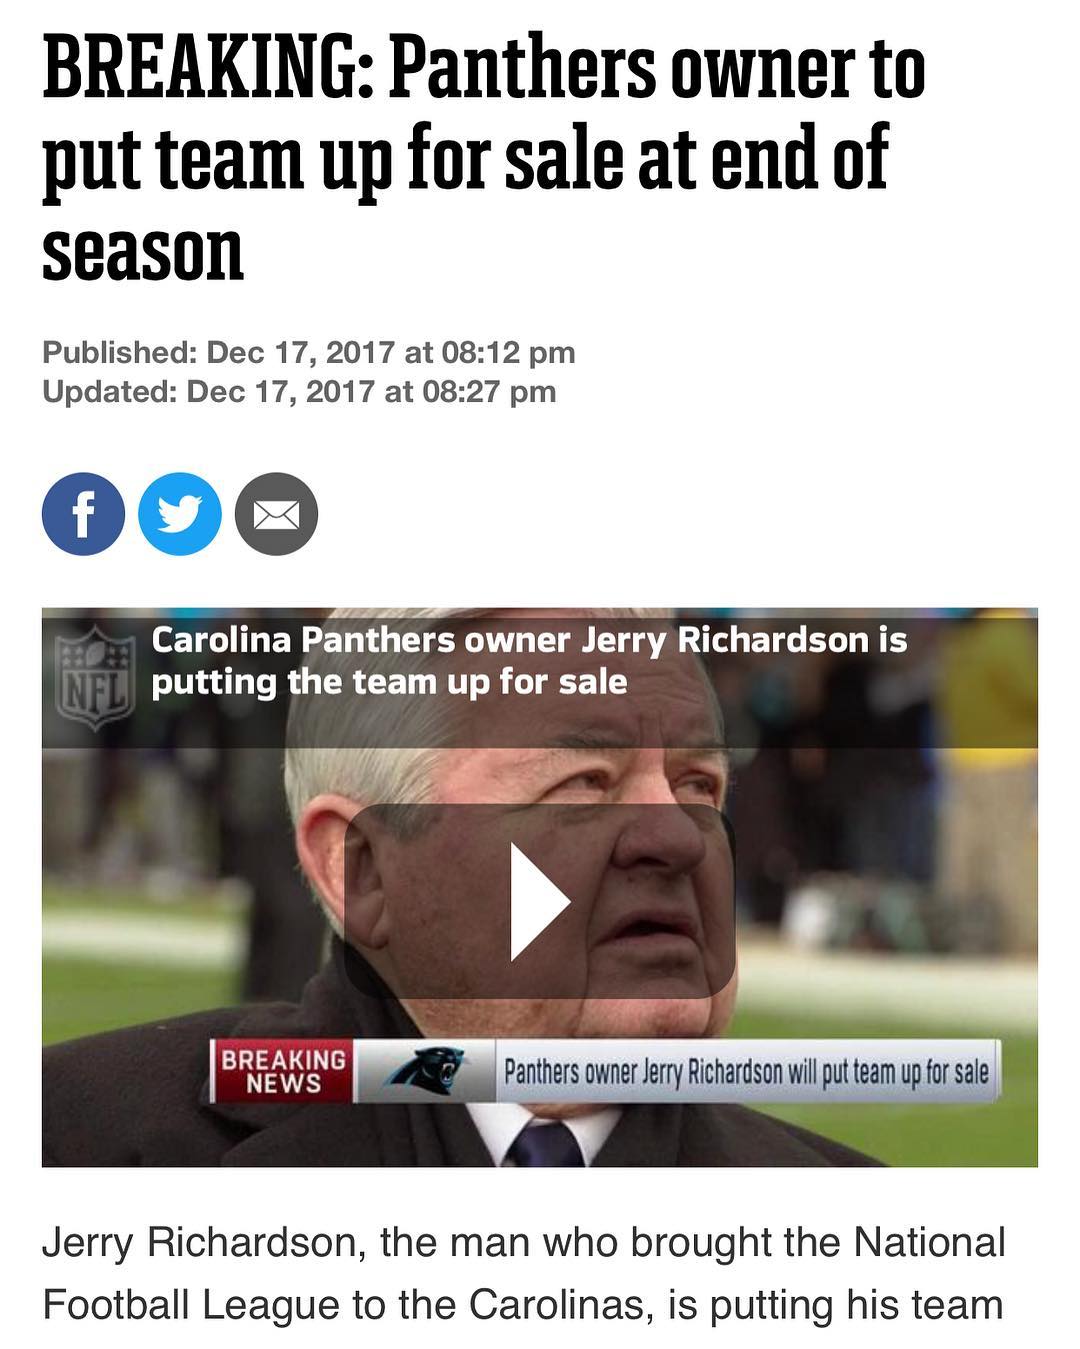 BREAKING: Panthers owner to
put team up for sale at end of
season
Published: Dec 17, 2017 at 08:12 pm
Updated: Dec 17, 2017 at 08:27 pm
f
NFL
Carolina Panthers owner Jerry Richardson is
putting the team up for sale
BREAKING
NEWS
Panthers owner Jerry Richardson will put team up for sale
Jerry Richardson, the man who brought the National
Football League to the Carolinas, is putting his team